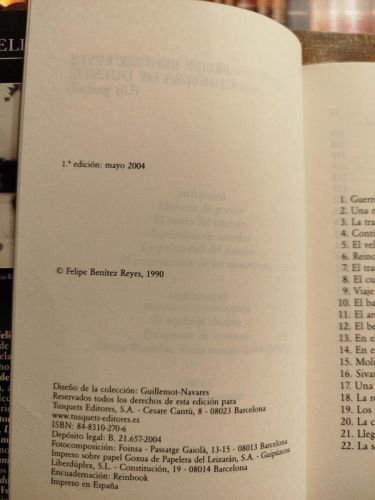 1.ª edición: mayo 2004
© Felipe Benítez Reyes, 1990
Diseño de la colección: Guillemot-Navares
Reservados todos los derechos de esta edición para
Tusquets Editores, S.A. - Cesare Cantù, 8 - 08023 Barcelona
www.tusquets-editores.com
ISBN: 84-8310-270-6
Depósito legal: B. 21.657-2004
Fotocomposición: Foinsa - Passatge Gaiolà, 13-15 - 08013 Barcelona
Impreso sobre papel Goxua de Papelera del Leizarán, S.A. - Guipúzcoa
Liberdúplex, S.L. - Constitución, 19 - 08014 Barcelona
Encuadernación: Reinbook
Impreso en España
1. Guerri
2. Una n
3. La tra
4. Conti
5. El vel
6. Reino
7. El trar
8. El cu
9. Viaje
10. El ba
11. El ar
12. El be
13. En el
14. En e
15. Moli
16. Sivar
17. Una
18. La re
19. Los
20. La c
21. Lleg
22. La s